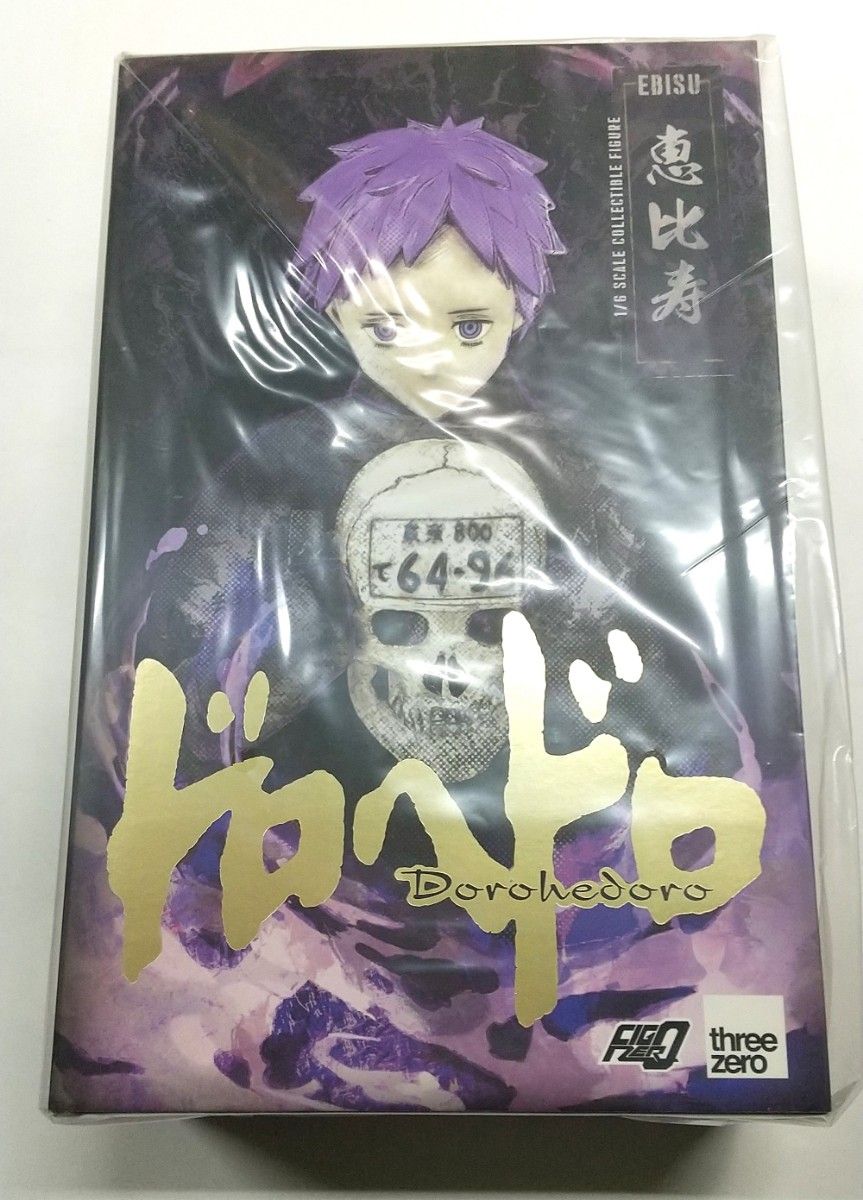 EBISU
恵比寿
1/6 SCALE COLLECTIBLE FIGURE
800
て64-96
ドロヘドロ
Dorohedoro
FIGZERO
three
zero